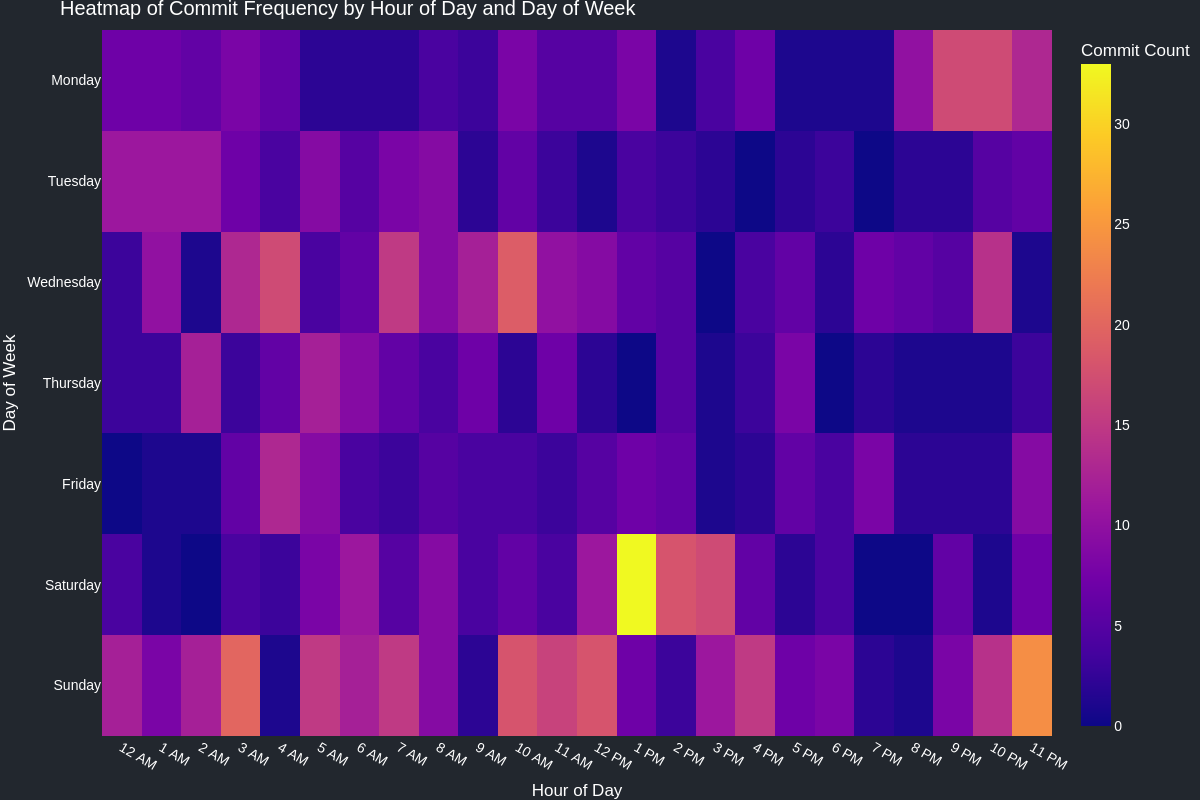 Heatmap of Commit Frequency by Hour of Day and Day of Week
Commit Count
30
25
20
15
10
5
0
Day of Week
Monday
Tuesday
Wednesday
Thursday
Friday
Saturday
Sunday
12 AM
1 AM
2 AM
3 AM
4 AM
5 AM
6 AM
7 AM
8 AM
9 AM
10 AM
11 AM
12 PM
1 PM
2 PM
3 PM
4 PM
5 PM
6 PM
7 PM
8 PM
9 PM
10 PM
11 PM
Hour of Day